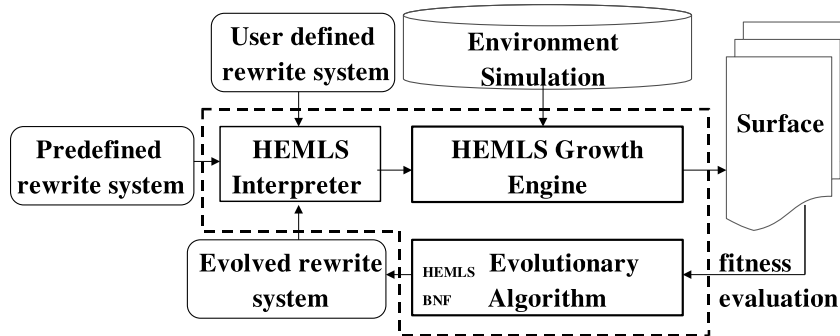 User defined
rewrite system
Environment
Simulation
Predefined
rewrite system
HEMLS
Interpreter
HEMLS Growth
Engine
Surface
Evolved rewrite
system
HEMLS
BNF
Evolutionary
Algorithm
fitness
evaluation